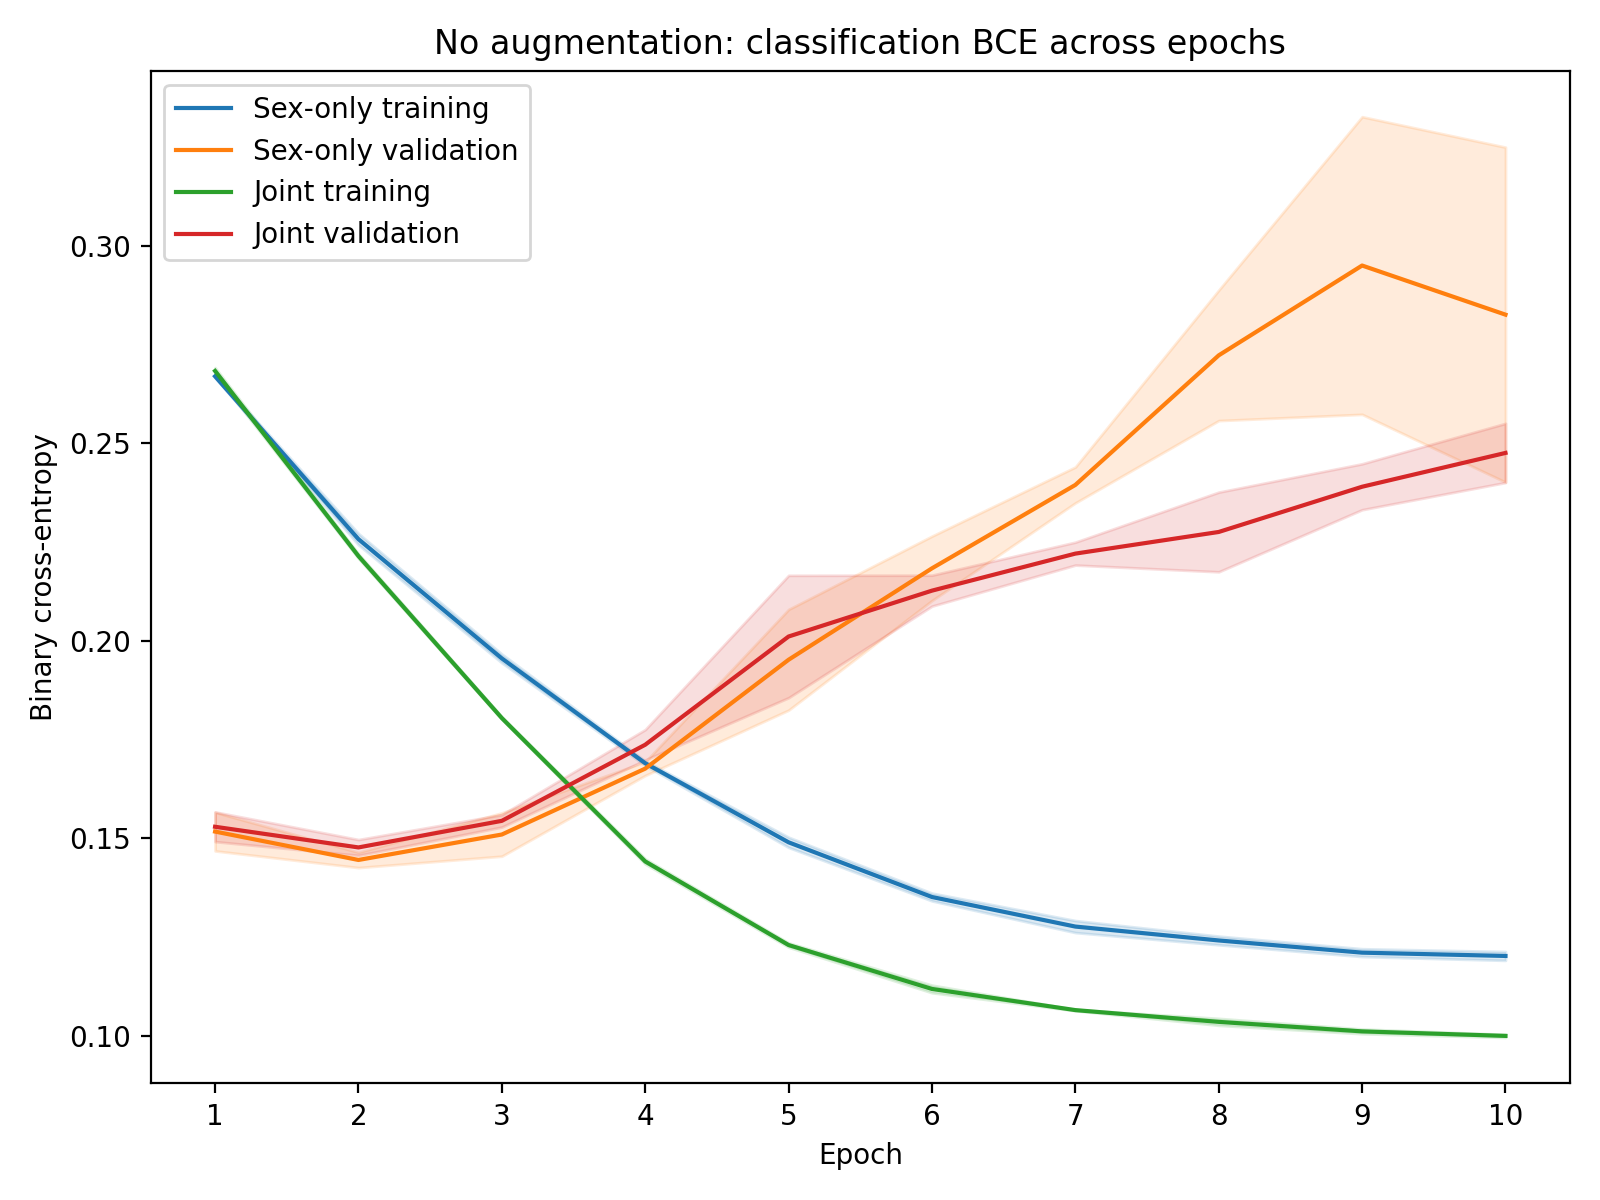 No augmentation: classification BCE across epochs
Sex-only training
Sex-only validation
Joint training
Joint validation
Binary cross-entropy
0.30
0.25
0.20
0.15
0.10
1 2 3 4 5 6 7 8 9 10
Epoch